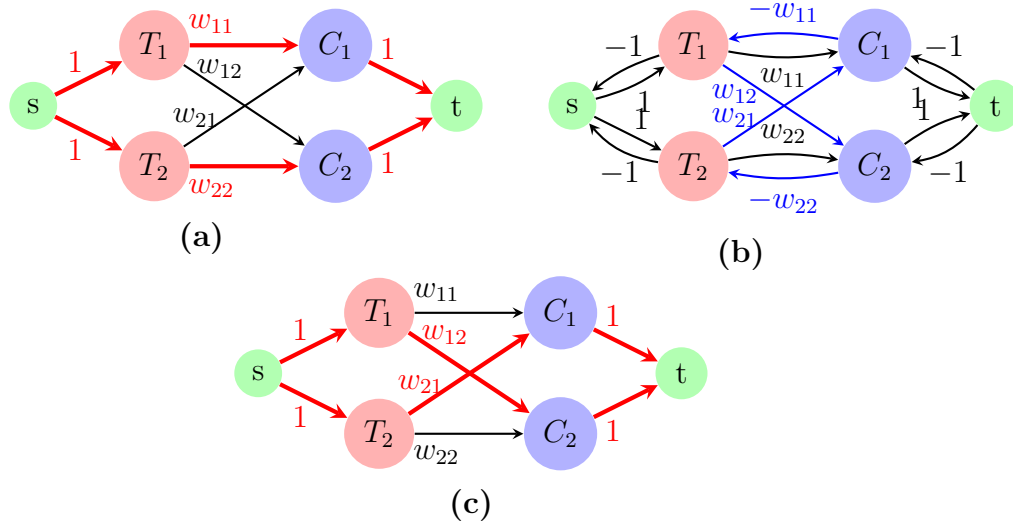 1 w₁₁ 1
T₁ C₁
w₁₂
s t
w₂₁
T₂ C₂
1 w₂₂ 1
(a)
−w₁₁
−1 T₁ C₁ −1
w₁₁
s 1 w₁₂ 1 t
1 w₂₁ 1
w₂₂
−1 T₂ C₂ −1
−w₂₂
(b)
w₁₁
1 T₁ C₁ 1
w₁₂
s t
w₂₁
1 T₂ C₂ 1
w₂₂
(c)